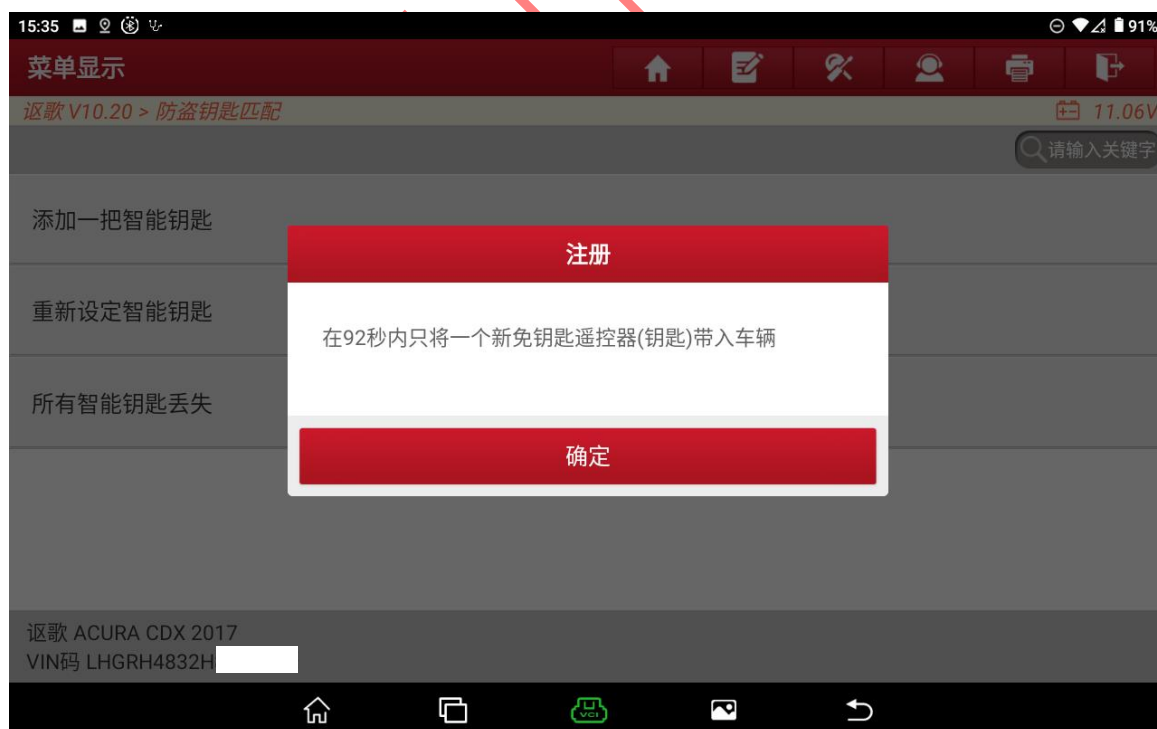 15:35
91%
菜单显示
讴歌 V10.20 > 防盗钥匙匹配
11.06V
请输入关键字
添加一把智能钥匙
注册
重新设定智能钥匙
在92秒内只将一个新免钥匙遥控器(钥匙)带入车辆
所有智能钥匙丢失
确定
讴歌 ACURA CDX 2017
VIN码 LHGRH4832H
VCI